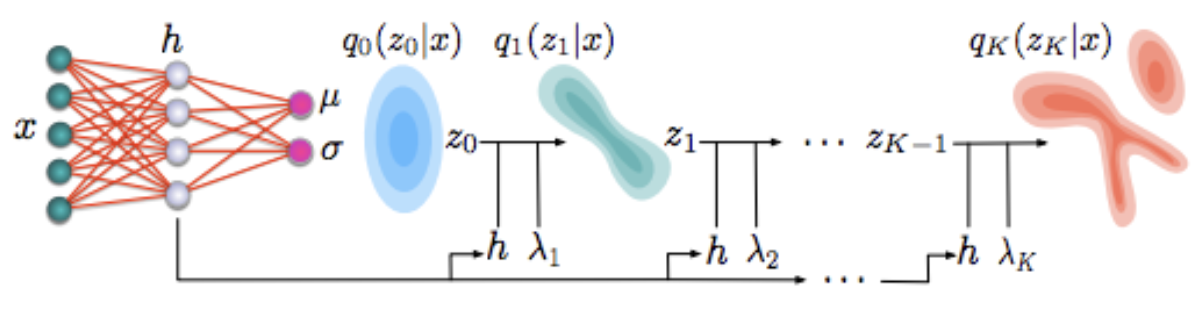 h q₀(z₀|x) q₁(z₁|x) q_K(z_K|x)
μ
x σ z₀ z₁ ··· z_{K−1}
h λ₁ h λ₂ ··· h λ_K